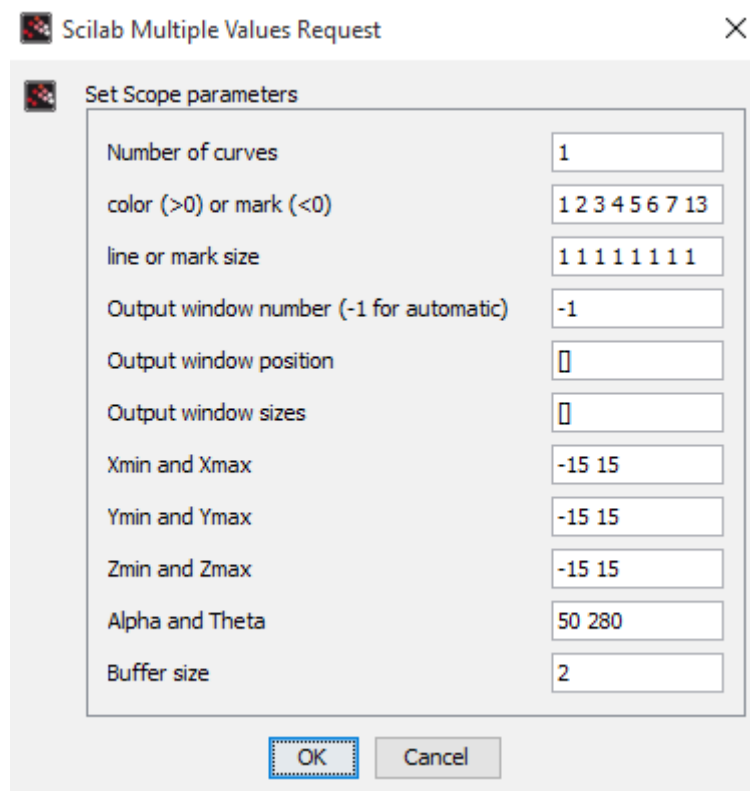 Scilab Multiple Values Request
Set Scope parameters
Number of curves 1
color (>0) or mark (<0) 1 2 3 4 5 6 7 13
line or mark size 1 1 1 1 1 1 1 1
Output window number (-1 for automatic) -1
Output window position []
Output window sizes []
Xmin and Xmax -15 15
Ymin and Ymax -15 15
Zmin and Zmax -15 15
Alpha and Theta 50 280
Buffer size 2
OK Cancel